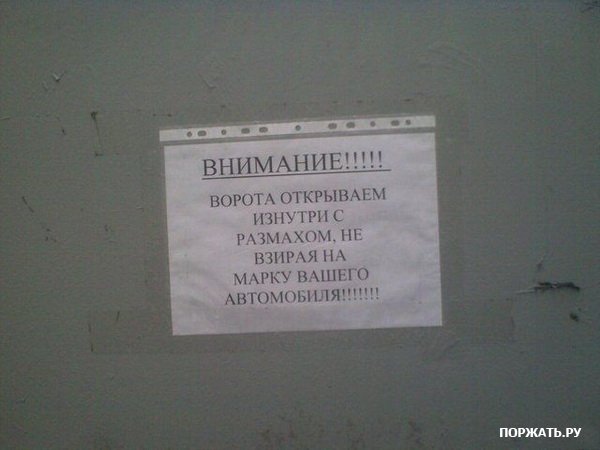 ВНИМАНИЕ!!!!!
ВОРОТА ОТКРЫВАЕМ
ИЗНУТРИ С
РАЗМАХОМ, НЕ
ВЗИРАЯ НА
МАРКУ ВАШЕГО
АВТОМОБИЛЯ!!!!!!!
ПОРЖАТЬ.РУ